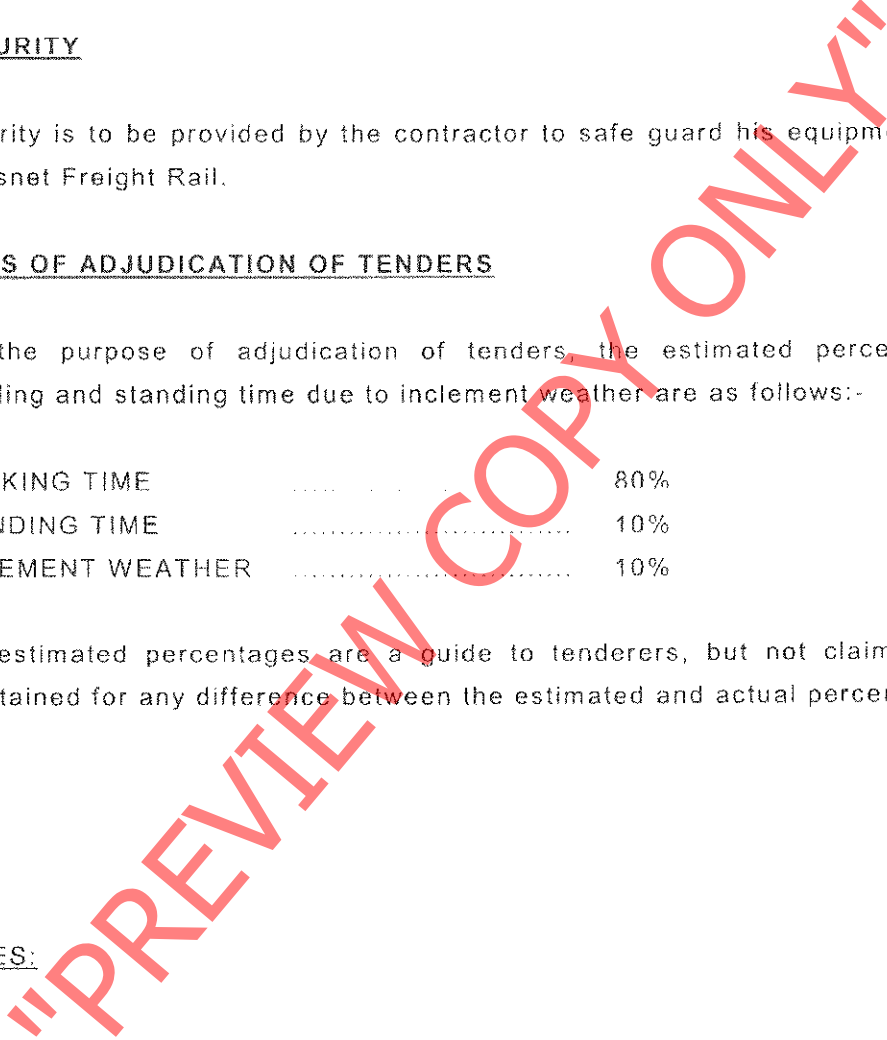 URITY
rity is to be provided by the contractor to safe guard his equipme
snet Freight Rail.
S OF ADJUDICATION OF TENDERS
the purpose of adjudication of tenders, the estimated perce
ling and standing time due to inclement weather are as follows:-
KING TIME ..... . . . 80%
NDING TIME .............................. 10%
EMENT WEATHER .............................. 10%
estimated percentages are a guide to tenderers, but not claim
tained for any difference between the estimated and actual percen
ES:
"PREVIEW COPY ONLY"